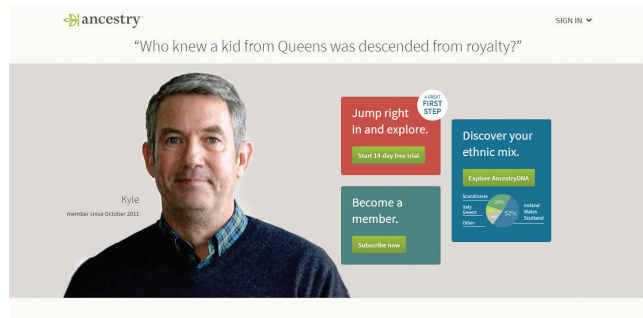 ancestry
SIGN IN
“Who knew a kid from Queens was descended from royalty?”
Kyle
member since October 2011
Jump right
in and explore.
A GREAT
FIRST
STEP
Start 14-day free trial
Become a
member.
Subscribe now
Discover your
ethnic mix.
Explore AncestryDNA
Scandinavia
Italy
Greece
Other
28%
52%
Ireland
Wales
Scotland